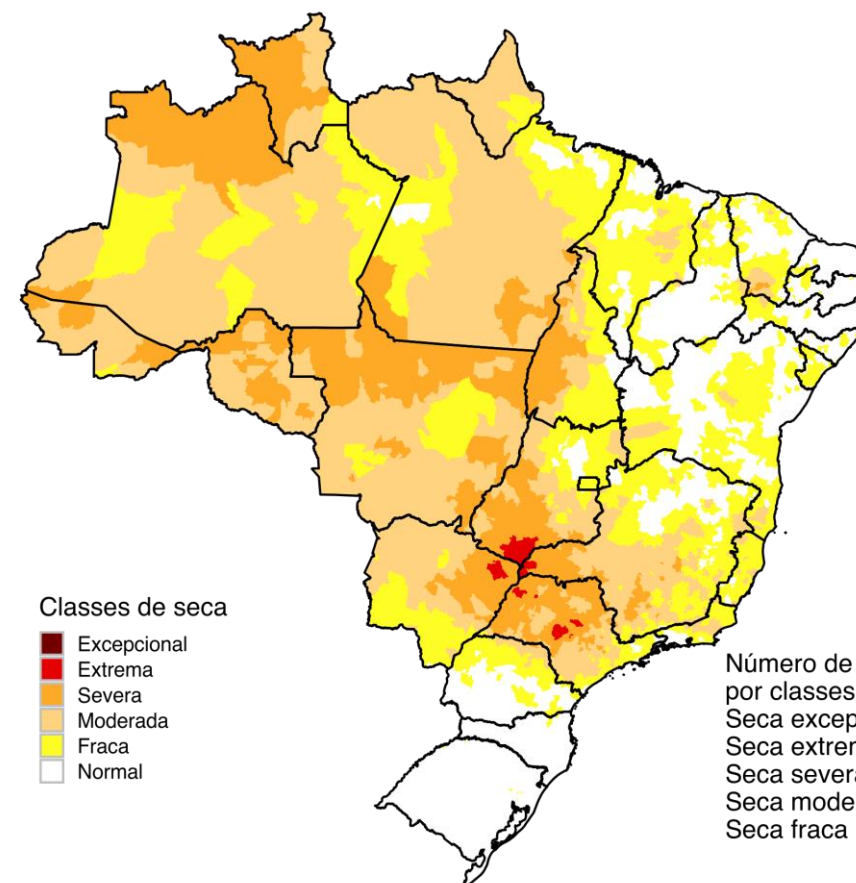 Classes de seca
Excepcional
Extrema
Severa
Moderada
Fraca
Normal
Número de
por classes
Seca excep
Seca extrem
Seca severa
Seca mode
Seca fraca